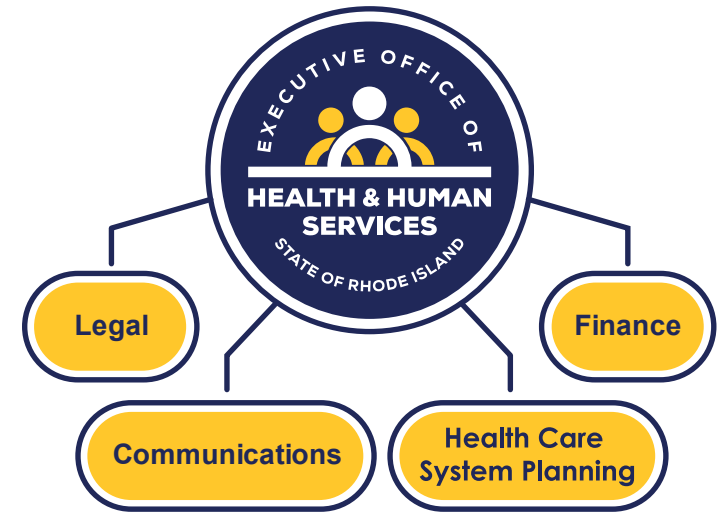 EXECUTIVE OFFICE OF
HEALTH & HUMAN
SERVICES
STATE OF RHODE ISLAND
Legal
Finance
Communications
Health Care
System Planning